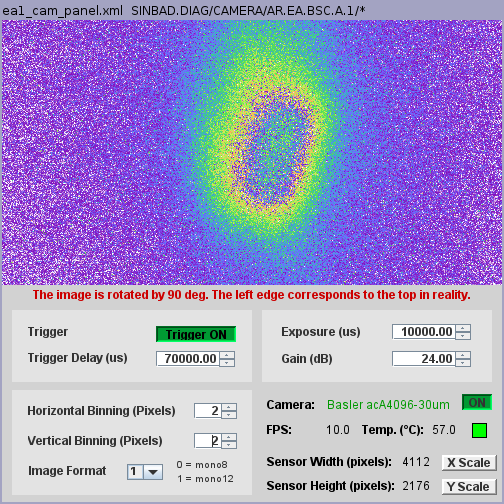 ea1_cam_panel.xml SINBAD.DIAG/CAMERA/AR.EA.BSC.A.1/*
The image is rotated by 90 deg. The left edge corresponds to the top in reality.
Trigger Trigger ON
Trigger Delay (us) 70000.00
Exposure (us) 10000.00
Gain (dB) 24.00
Horizontal Binning (Pixels) 2
Vertical Binning (Pixels) 2
Image Format 1 0 = mono8
1 = mono12
Camera: Basler acA4096-30um ON
FPS: 10.0 Temp. (°C): 57.0
Sensor Width (pixels): 4112 X Scale
Sensor Height (pixels): 2176 Y Scale